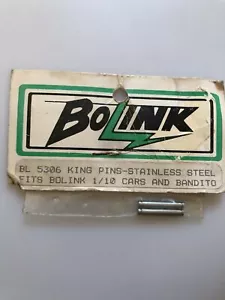 BOLINK
BL 5306 KING PINS-STAINLESS STEEL
FITS BOLINK 1/10 CARS AND BANDITO